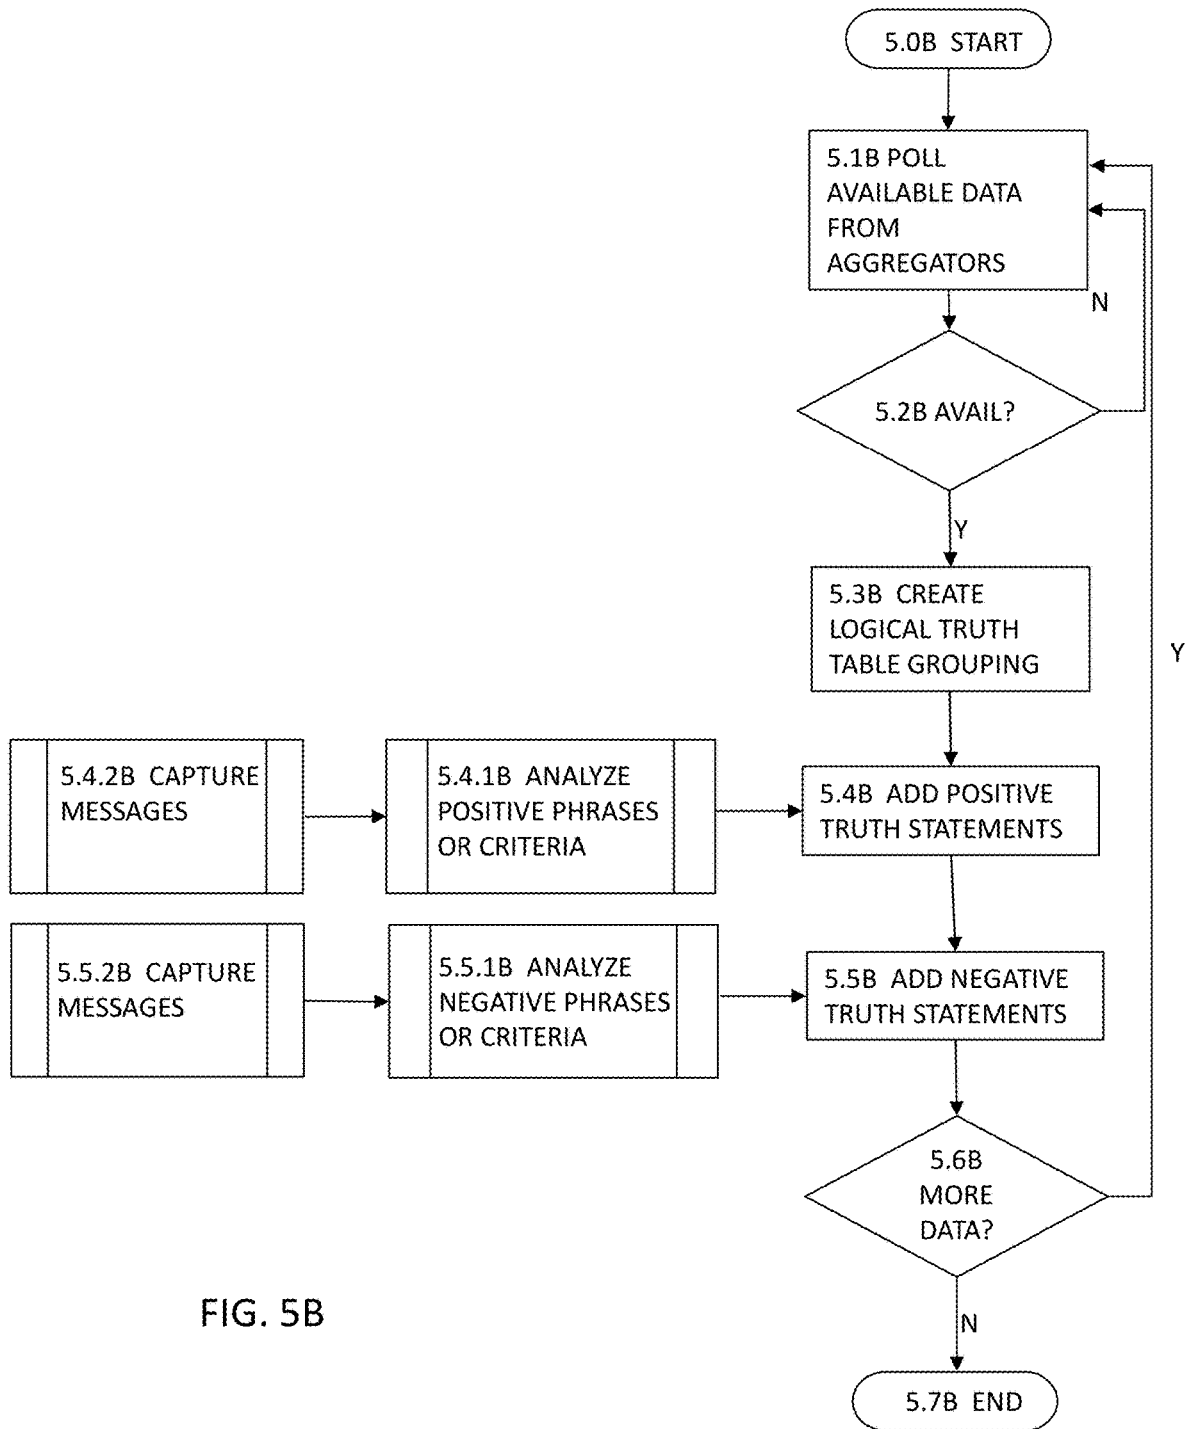 5.0B START
5.1B POLL
AVAILABLE DATA
FROM
AGGREGATORS
N
5.2B AVAIL?
Y
5.3B CREATE
LOGICAL TRUTH
TABLE GROUPING
Y
5.4.2B CAPTURE
MESSAGES
5.4.1B ANALYZE
POSITIVE PHRASES
OR CRITERIA
5.4B ADD POSITIVE
TRUTH STATEMENTS
5.5.2B CAPTURE
MESSAGES
5.5.1B ANALYZE
NEGATIVE PHRASES
OR CRITERIA
5.5B ADD NEGATIVE
TRUTH STATEMENTS
5.6B
MORE
DATA?
FIG. 5B
N
5.7B END